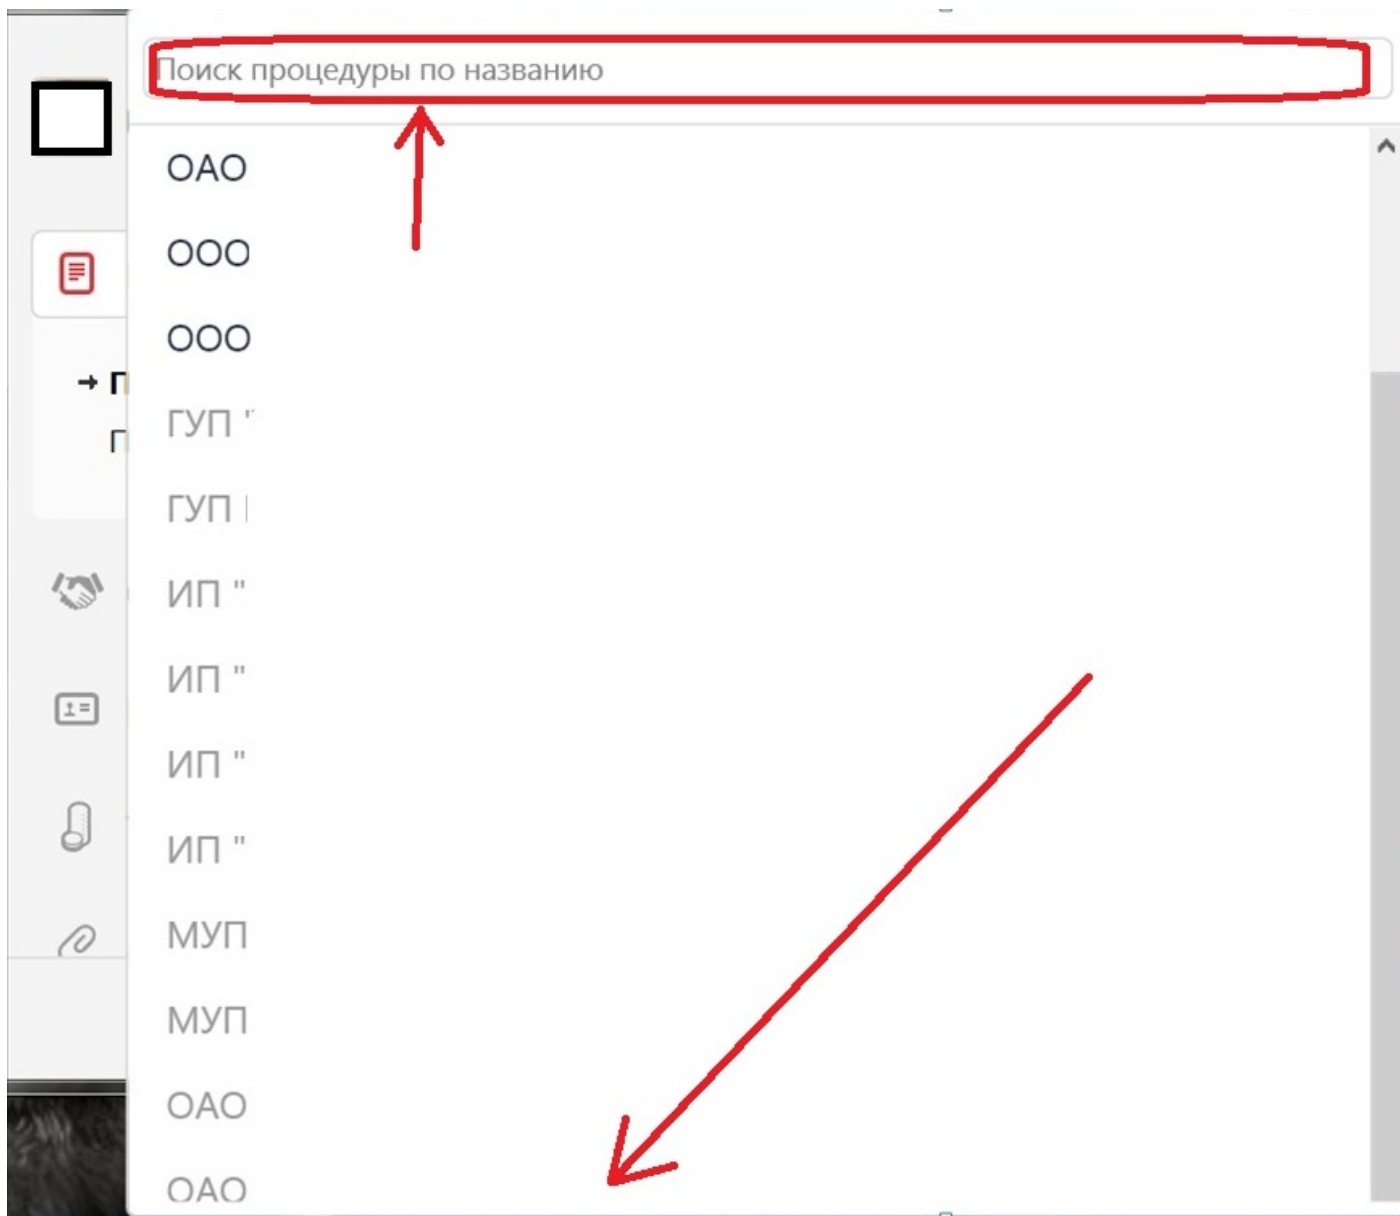 Поиск процедуры по названию
ОАО
ООО
ООО
П
П
ГУП "
ГУП
ИП "
ИП "
ИП "
ИП "
МУП
МУП
ОАО
ОАО